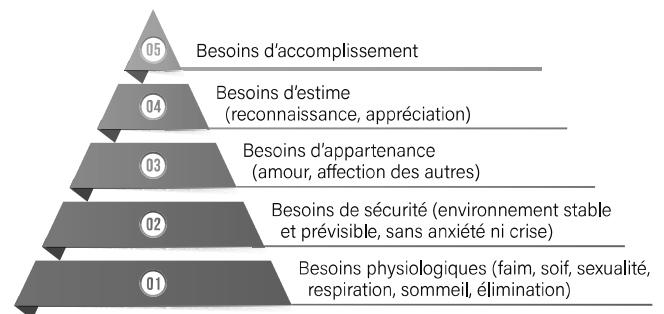 05
Besoins d'accomplissement
04
Besoins d'estime
(reconnaissance, appréciation)
03
Besoins d'appartenance
(amour, affection des autres)
02
Besoins de sécurité (environnement stable
et prévisible, sans anxiété ni crise)
01
Besoins physiologiques (faim, soif, sexualité,
respiration, sommeil, élimination)